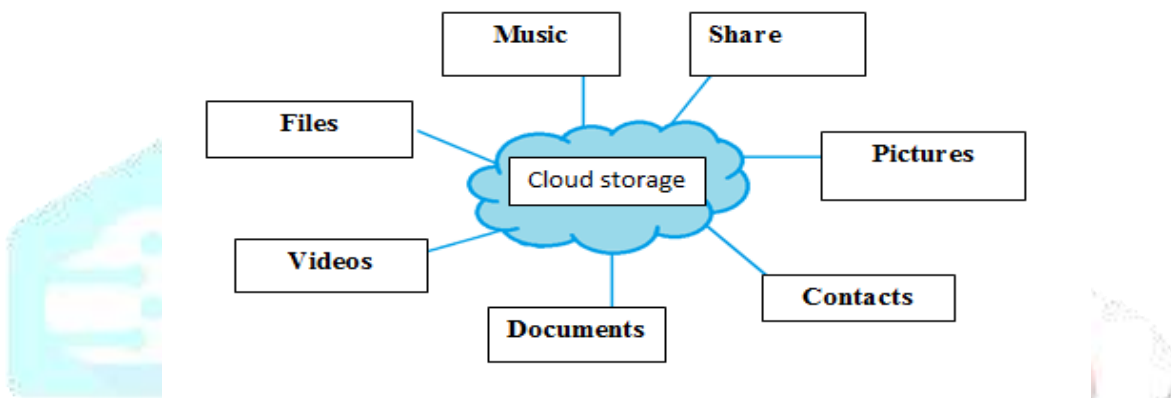 Music
Share
Files
Pictures
Cloud storage
Videos
Contacts
Documents